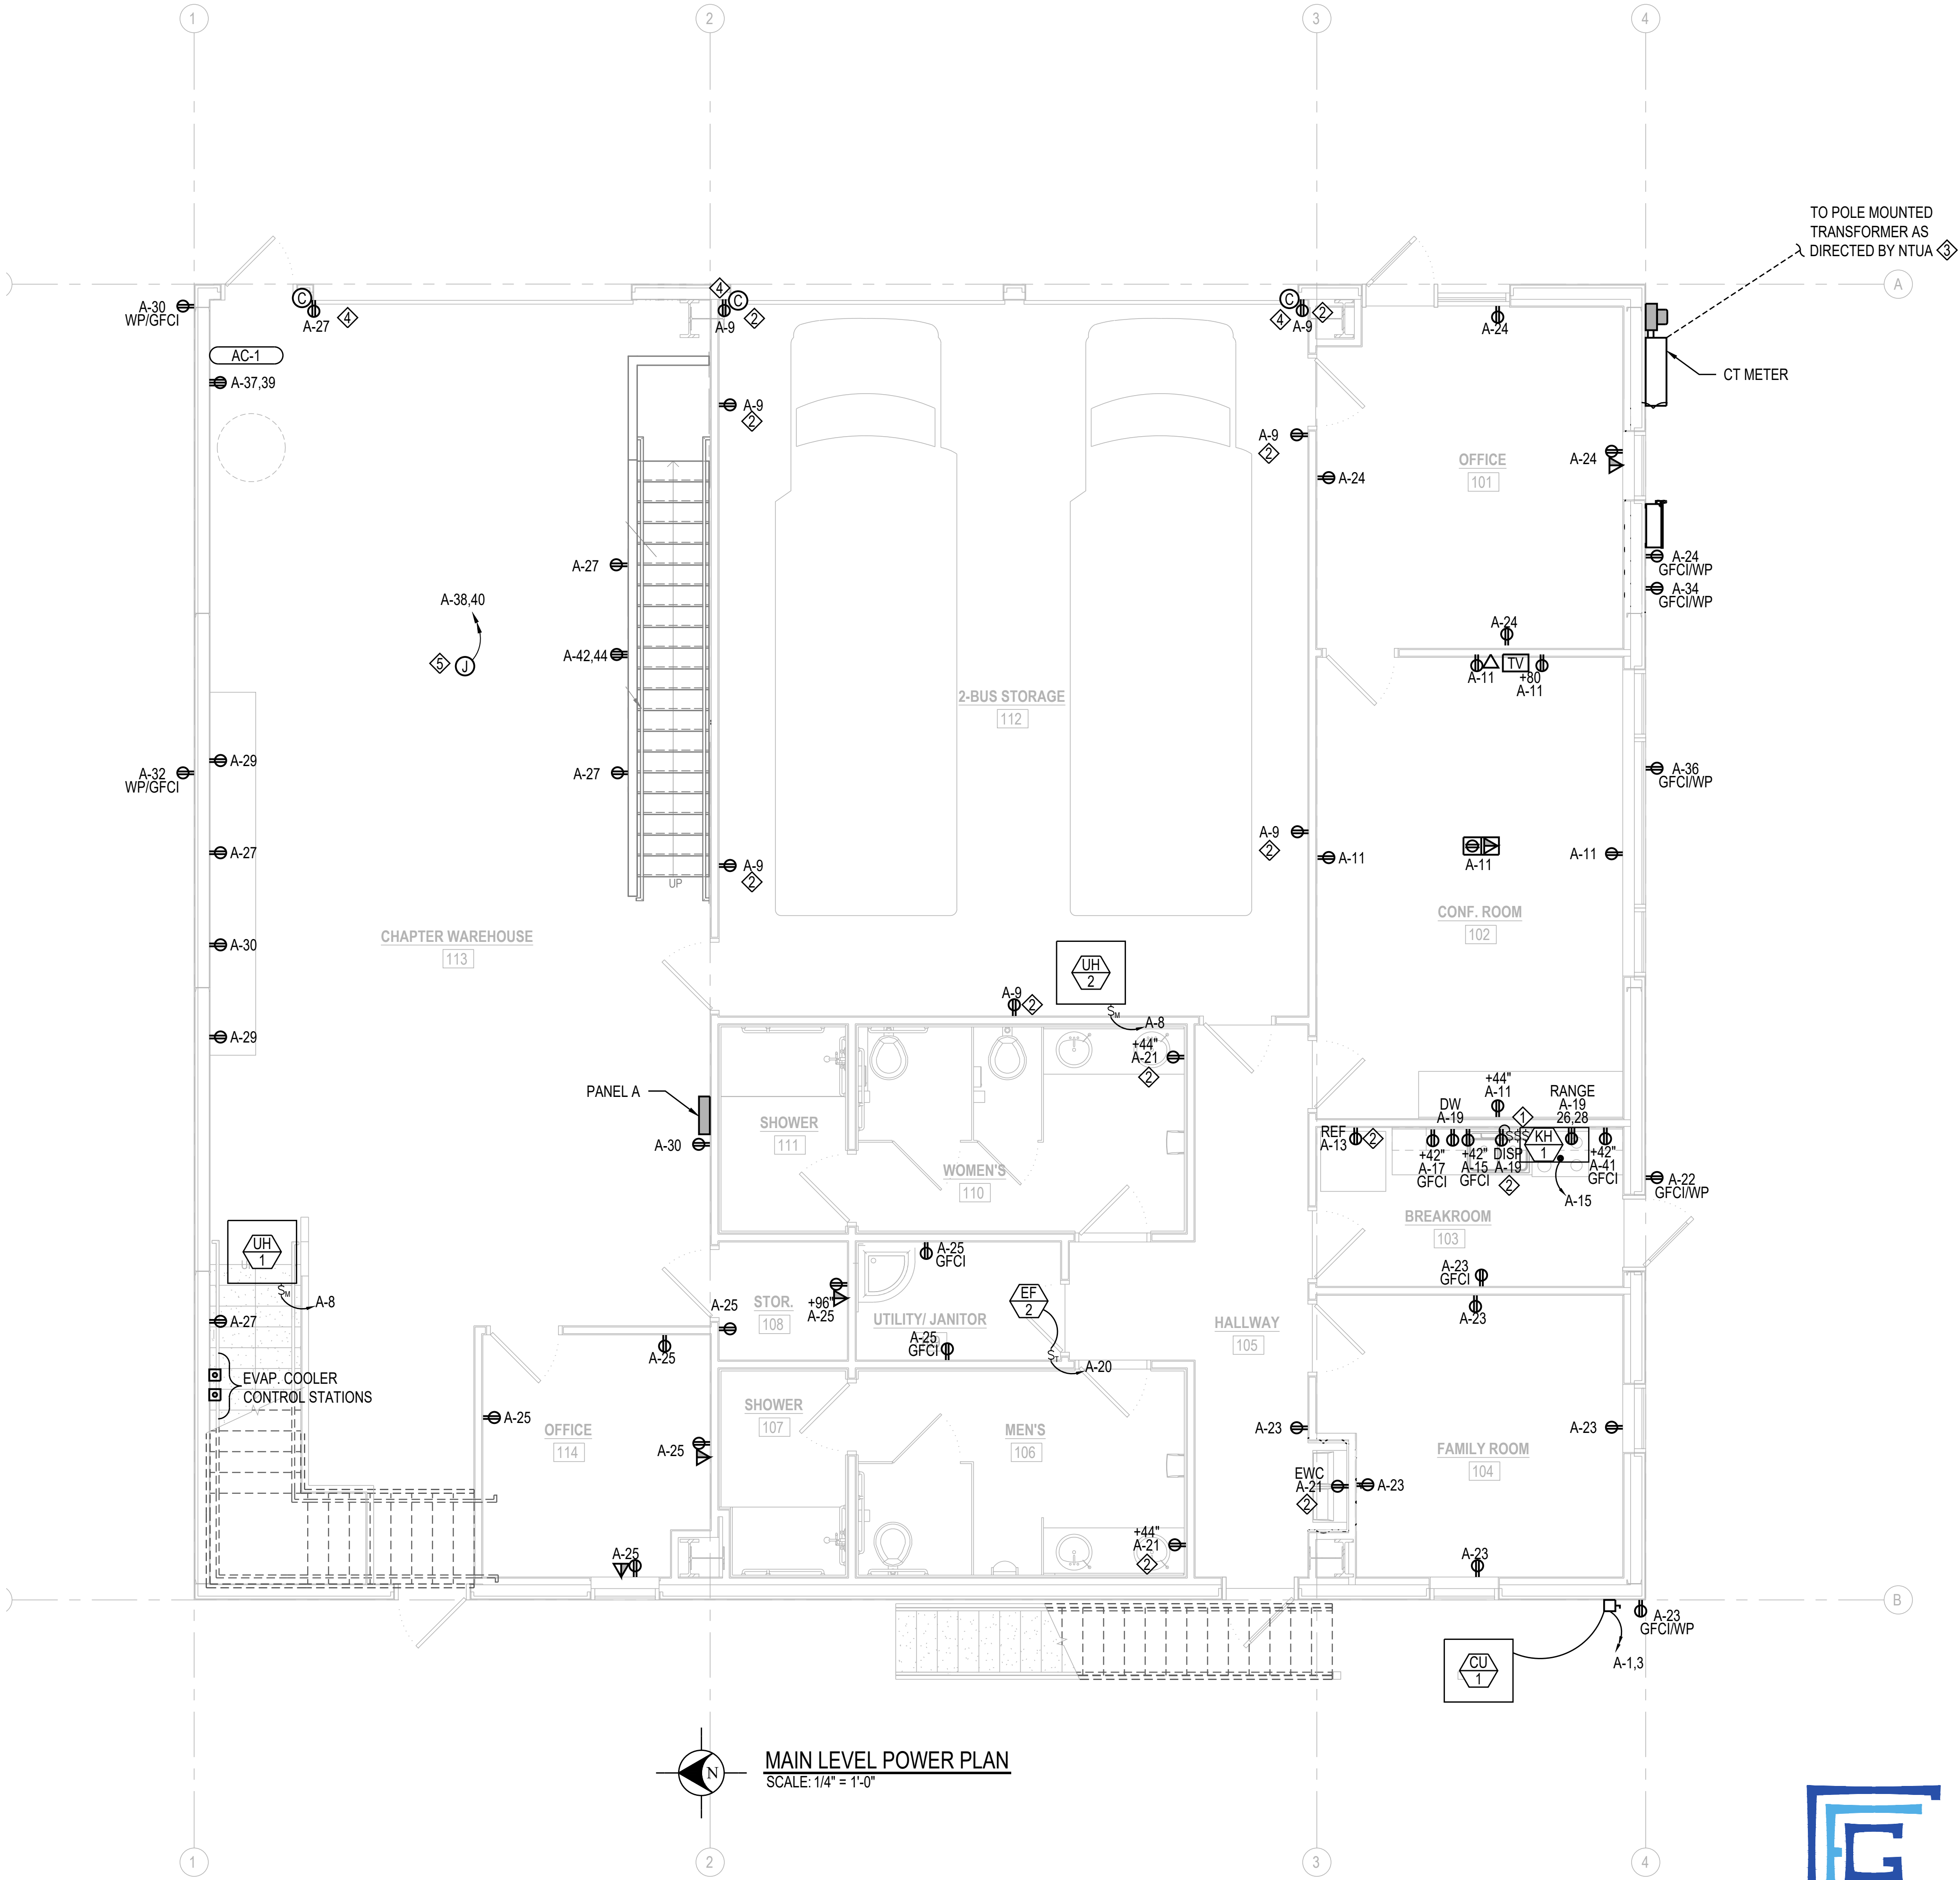 1
2
3
4
TO POLE MOUNTED
TRANSFORMER AS
DIRECTED BY NTUA 3
A
A-30
WP/GFCI
C
A-27
4
4
C
A-9
2
C
4
A-9
2
A-24
AC-1
A-37,39
CT METER
A-9
2
A-9
2
A-24
OFFICE
101
A-24
A-24
GFCI/WP
A-34
GFCI/WP
A-27
A-38,40
5
J
A-42,44
A-24
A-11
TV
+80
A-11
2-BUS STORAGE
112
A-32
WP/GFCI
A-29
A-27
A-36
GFCI/WP
A-27
A-9
2
A-9
2
A-11
A-11
A-11
UP
CONF. ROOM
102
CHAPTER WAREHOUSE
113
A-30
UH
2
A-9
2
S
M
A-8
A-29
+44"
A-21
2
PANEL A
A-30
SHOWER
111
WOMEN'S
110
+44"
A-11
DW
A-19
1
RANGE
A-19
26,28
REF
A-13
2
$$$
KH
1
+42"
A-17
GFCI
+42"
A-15
GFCI
DISP
A-19
2
+42"
A-41
GFCI
A-15
A-22
GFCI/WP
BREAKROOM
103
UH
1
S
M
A-8
A-27
A-25
GFCI
A-23
GFCI
A-23
STOR.
108
A-25
+96"
A-25
EF
2
UTILITY/ JANITOR
A-25
GFCI
S
T
A-20
HALLWAY
105
A-25
EVAP. COOLER
CONTROL STATIONS
A-25
OFFICE
114
A-25
SHOWER
107
MEN'S
106
A-23
A-23
FAMILY ROOM
104
EWC
A-21
2
A-23
A-25
+44"
A-21
2
A-23
B
A-23
GFCI/WP
A-1,3
CU
1
N
MAIN LEVEL POWER PLAN
SCALE: 1/4" = 1'-0"
1
2
3
4
G